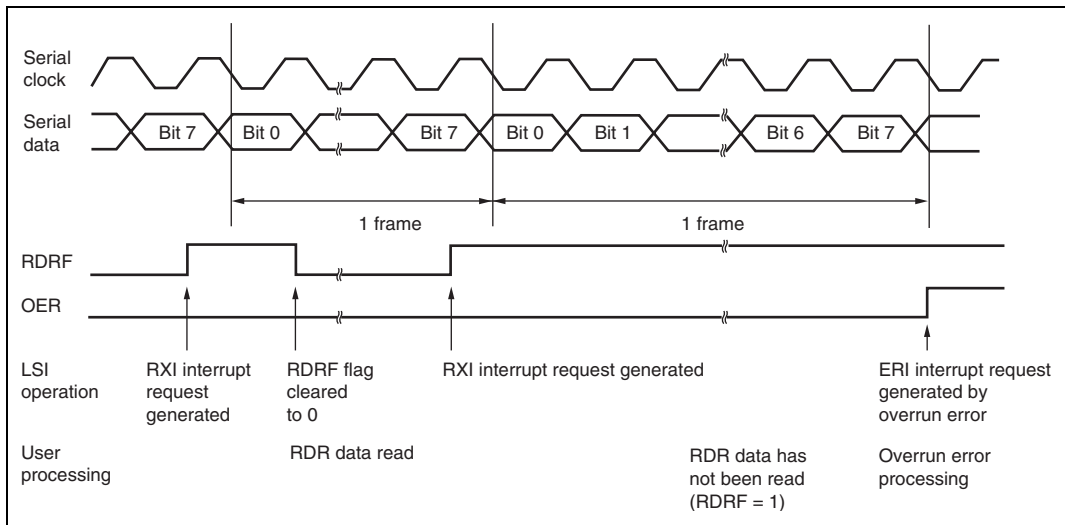 Serial
clock
Serial
data
Bit 7
Bit 0
Bit 7
Bit 0
Bit 1
Bit 6
Bit 7
1 frame
1 frame
RDRF
OER
LSI
operation
RXI interrupt
request
generated
RDRF flag
cleared
to 0
RXI interrupt request generated
ERI interrupt request
generated by
overrun error
User
processing
RDR data read
RDR data has
not been read
(RDRF = 1)
Overrun error
processing